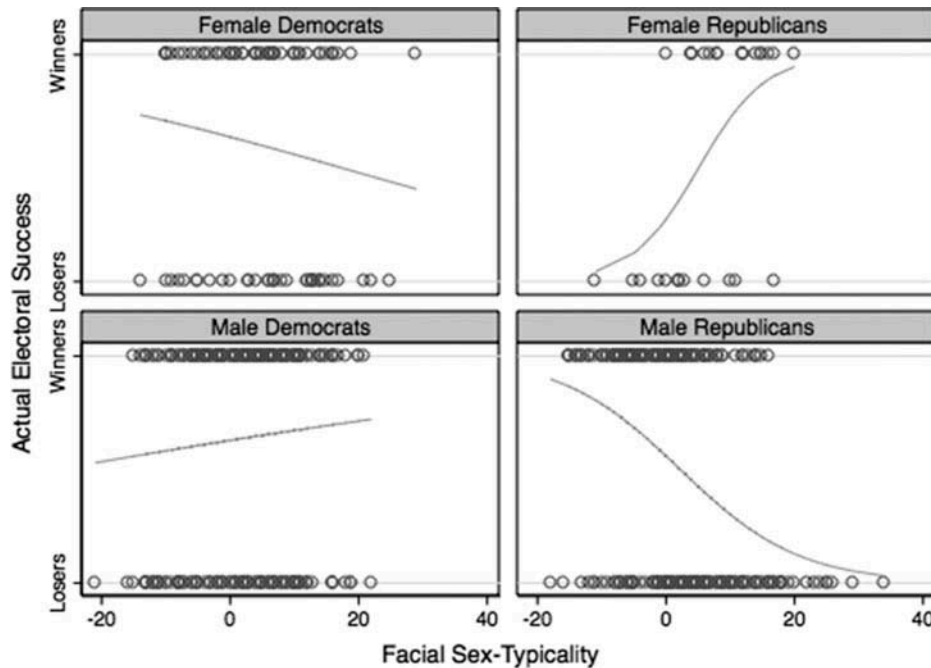 Female Democrats
Female Republicans
Winners
Losers
Male Democrats
Male Republicans
Winners
Losers
Actual Electoral Success
-20
0
20
40
-20
0
20
40
Facial Sex-Typicality